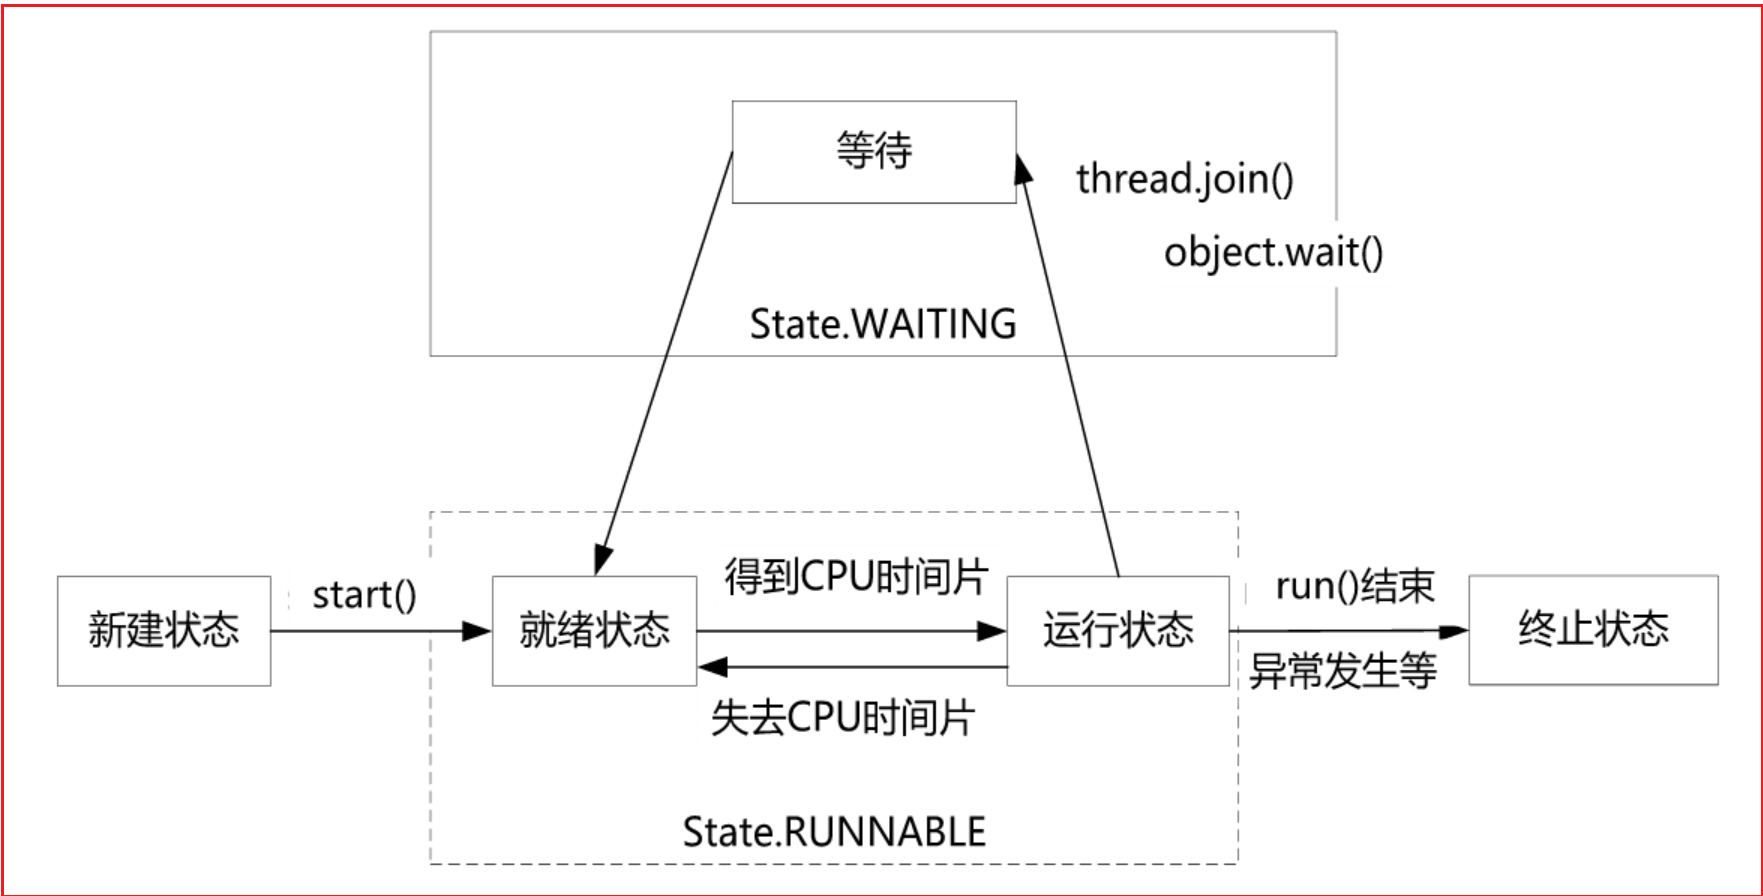 等待
thread.join()
object.wait()
State.WAITING
新建状态
start()
就绪状态
得到CPU时间片
失去CPU时间片
运行状态
run()结束
异常发生等
终止状态
State.RUNNABLE